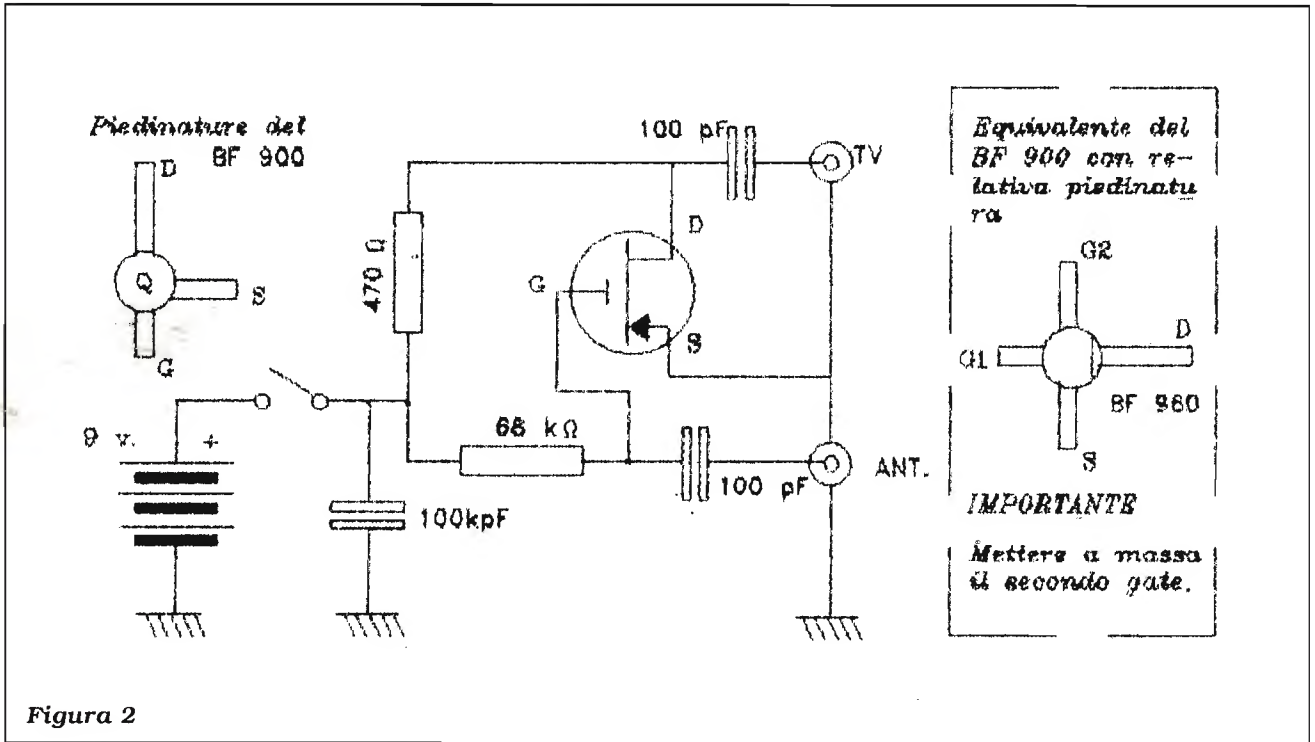 Piedinature del
BF 900
D
Q
S
G
9 v.
+
470 Ω
100kpF
68 kΩ
100 pF
G
D
S
100 pF
TV
ANT.
Equivalente del
BF 900 con re-
lativa piedinatu
ra
G2
G1
D
S
BF 960
IMPORTANTE
Mettere a massa
il secondo gate.
Figura 2